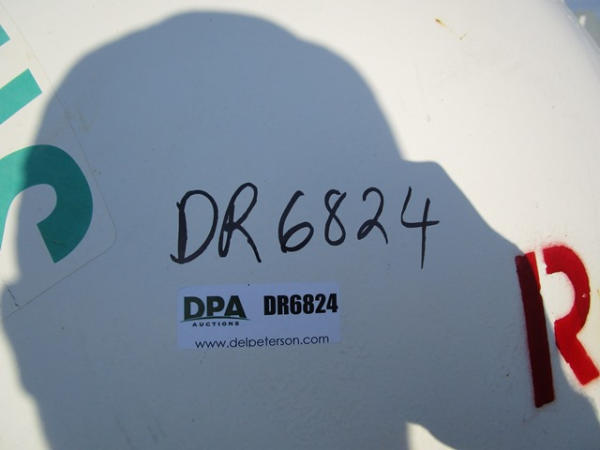 DR6824
DPA DR6824
AUCTIONS
www.delpeterson.com
R